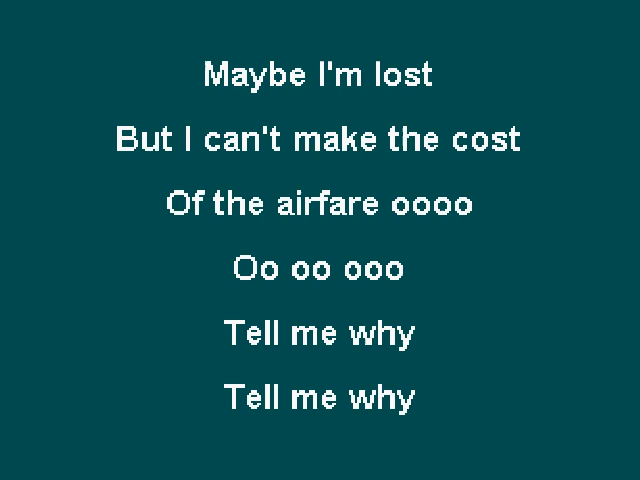 Maybe I'm lost
But I can't make the cost
Of the airfare oooo
Oo oo ooo
Tell me why
Tell me why